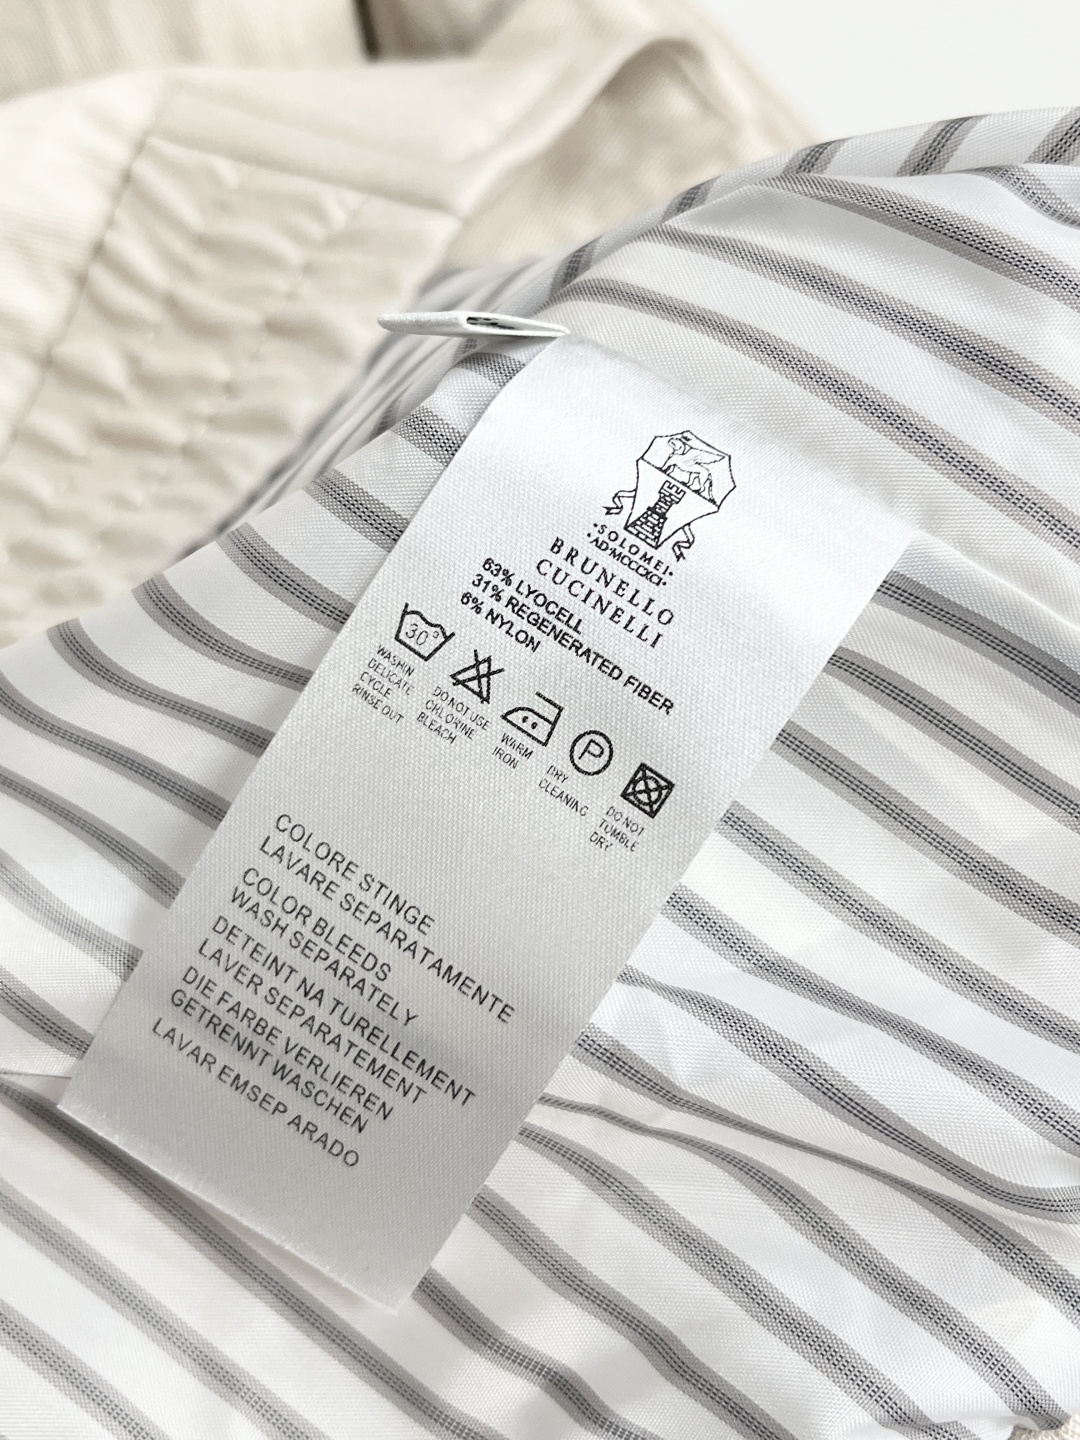 ·SOLOMEI·
·AD·MCCCXCI·
BRUNELLO
CUCINELLI
63% LYOCELL
31% REGENERATED FIBER
6% NYLON
30°
P
WASHIN
DELICATE
CYCLE
RINSE OUT
DO NOT USE
CHLORINE
BLEACH
WARM
IRON
DRY
CLEANING
DO NOT
TUMBLE
DRY
COLORE STINGE
LAVARE SEPARATAMENTE
COLOR BLEEDS
WASH SEPARATELY
DETEINT NA TURELLEMENT
LAVER SEPARATEMENT
DIE FARBE VERLIEREN
GETRENNT WASCHEN
LAVAR EMSEP ARADO